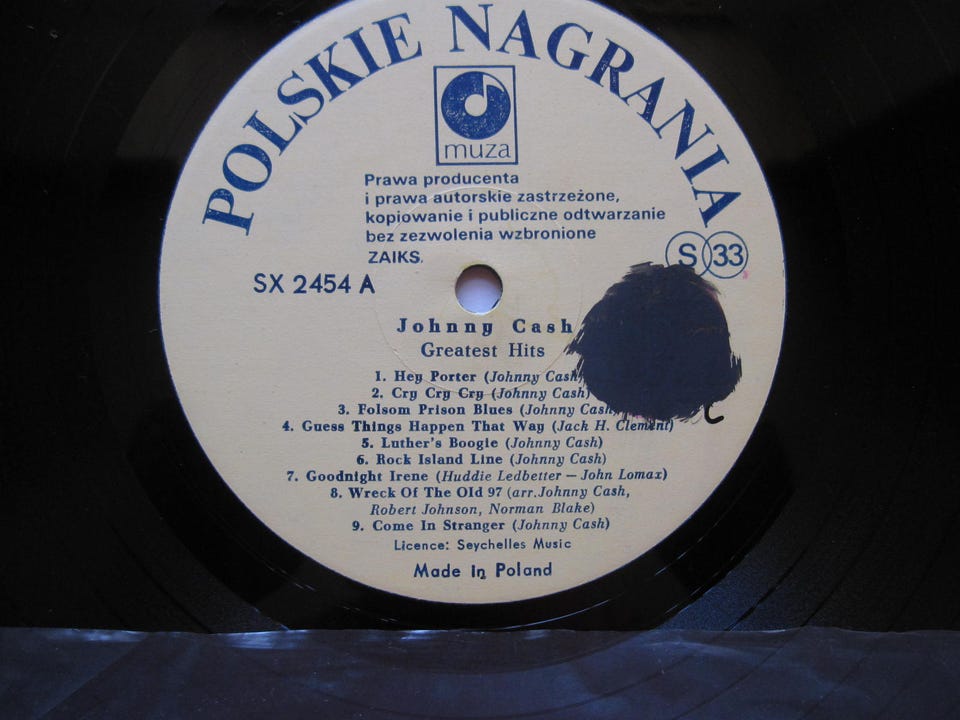 POLSKIE NAGRANIA
muza
Prawa producenta
i prawa autorskie zastrzeżone,
kopiowanie i publiczne odtwarzanie
bez zezwolenia wzbronione
ZAIKS.
S 33
SX 2454 A
Johnny Cash
Greatest Hits
1. Hey Porter (Johnny Cash
2. Cry Cry Cry (Johnny Cash)
3. Folsom Prison Blues (Johnny Cash)
4. Guess Things Happen That Way (Jack H. Clement)
5. Luther's Boogie (Johnny Cash)
6. Rock Island Line (Johnny Cash)
7. Goodnight Irene (Huddie Ledbetter – John Lomax)
8. Wreck Of The Old 97 (arr. Johnny Cash,
Robert Johnson, Norman Blake)
9. Come In Stranger (Johnny Cash)
Licence: Seychelles Music
Made In Poland